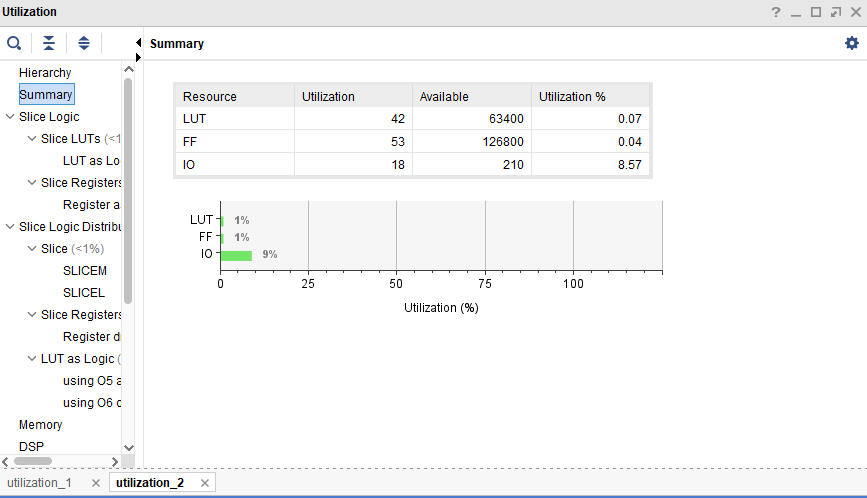 Utilization
Summary
Hierarchy
Summary
Slice Logic
Slice LUTs (<1
LUT as Lo
Slice Registers
Register a
Slice Logic Distribu
Slice (<1%)
SLICEM
SLICEL
Slice Registers
Register d
LUT as Logic (
using O5 a
using O6 o
Memory
DSP
Resource Utilization Available Utilization %
LUT 42 63400 0.07
FF 53 126800 0.04
IO 18 210 8.57
LUT 1%
FF 1%
IO 9%
0 25 50 75 100
Utilization (%)
utilization_1 utilization_2